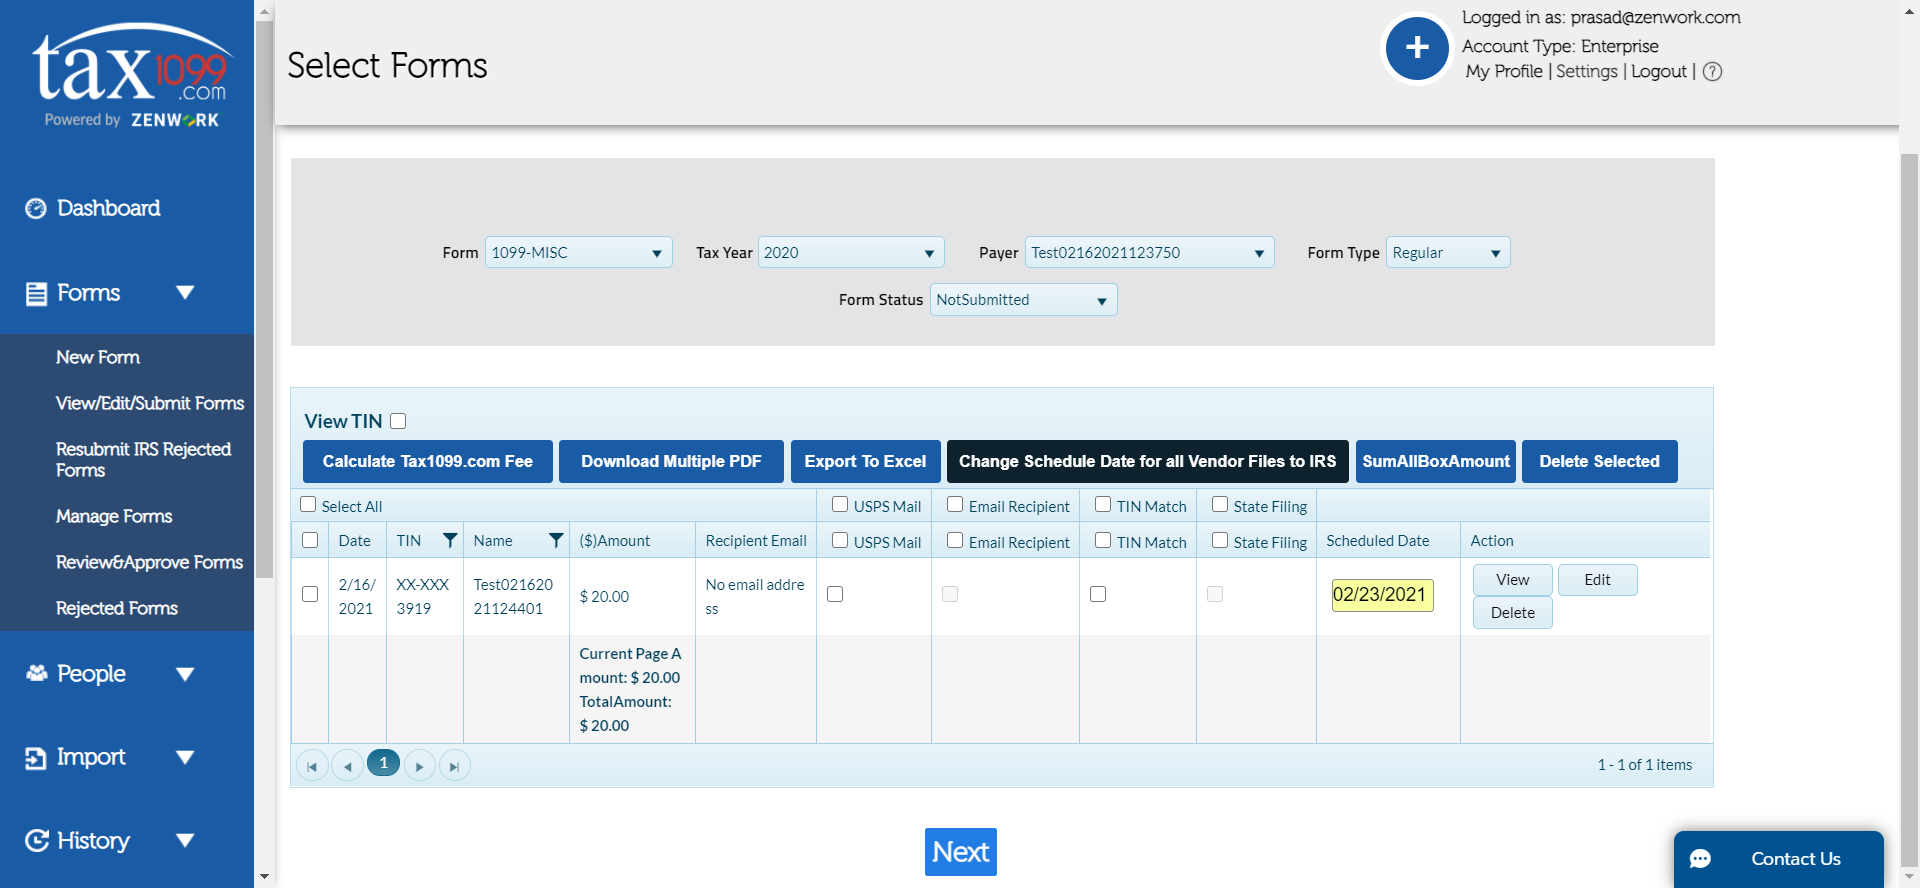 tax1099
.com
Powered by ZENWORK
Dashboard
Forms
New Form
View/Edit/Submit Forms
Resubmit IRS Rejected
Forms
Manage Forms
Review&Approve Forms
Rejected Forms
People
Import
History
Select Forms
+
Logged in as: prasad@zenwork.com
Account Type: Enterprise
My Profile | Settings | Logout | ?
Form 1099-MISC Tax Year 2020 Payer Test02162021123750 Form Type Regular
Form Status NotSubmitted
View TIN
Calculate Tax1099.com Fee Download Multiple PDF Export To Excel Change Schedule Date for all Vendor Files to IRS SumAllBoxAmount Delete Selected
Select All USPS Mail Email Recipient TIN Match State Filing
Date TIN Name ($)Amount Recipient Email USPS Mail Email Recipient TIN Match State Filing Scheduled Date Action
2/16/
2021
XX-XXX
3919
Test021620
21124401
$ 20.00
No email addre
ss
02/23/2021
View Edit
Delete
Current Page A
mount: $ 20.00
TotalAmount:
$ 20.00
1
1 - 1 of 1 items
Next
Contact Us